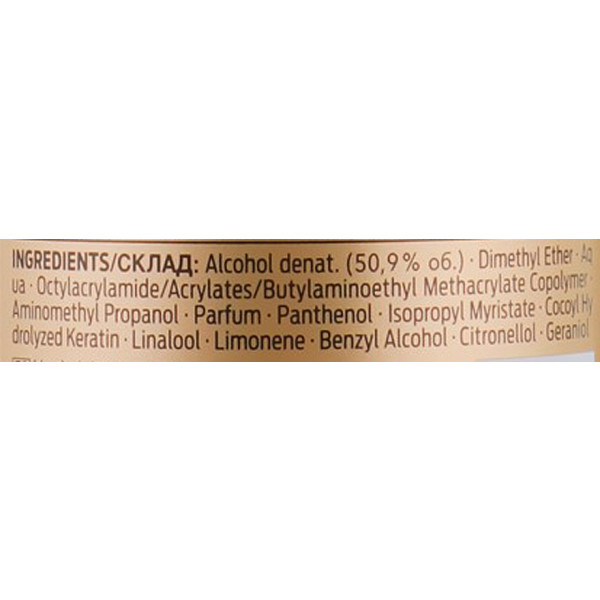 INGREDIENTS/СКЛАД: Alcohol denat. (50,9% об.) · Dimethyl Ether · Aq
ua · Octylacrylamide/Acrylates/Butylaminoethyl Methacrylate Copolymer ·
Aminomethyl Propanol · Parfum · Panthenol · Isopropyl Myristate · Cocoyl Hy
drolyzed Keratin · Linalool · Limonene · Benzyl Alcohol · Citronellol · Geraniol